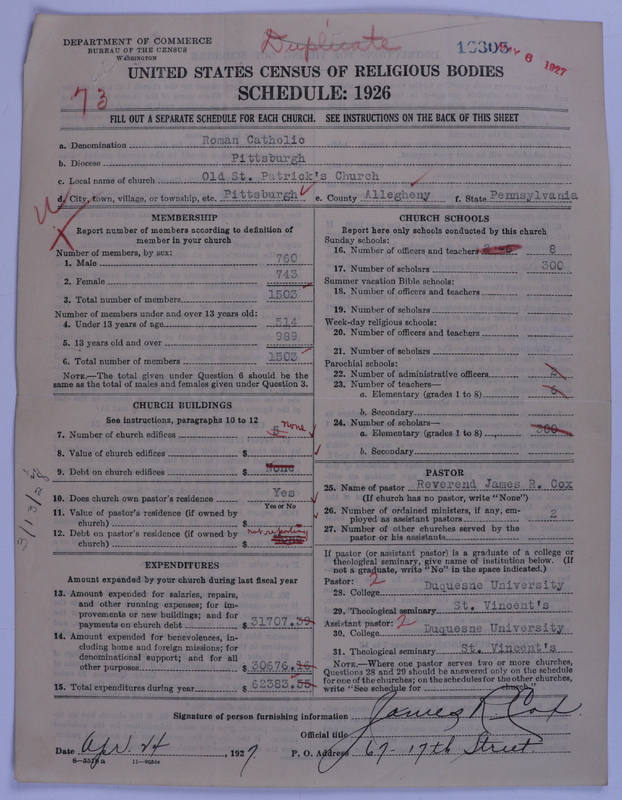 DEPARTMENT OF COMMERCE
BUREAU OF THE CENSUS
WASHINGTON
Duplicate
15305
MAY 6 1927
UNITED STATES CENSUS OF RELIGIOUS BODIES
SCHEDULE: 1926
73
FILL OUT A SEPARATE SCHEDULE FOR EACH CHURCH. SEE INSTRUCTIONS ON THE BACK OF THIS SHEET
a. Denomination Roman Catholic
b. Diocese Pittsburgh
c. Local name of church Old St. Patrick's Church
d. City, town, village, or township, etc. Pittsburgh e. County Allegheny f. State Pennsylvania
MEMBERSHIP
Report number of members according to definition of
member in your church
Number of members, by sex:
1. Male 760
2. Female 743
3. Total number of members 1503
Number of members under and over 13 years old:
4. Under 13 years of age 514
5. 13 years old and over 989
6. Total number of members 1503
NOTE.—The total given under Question 6 should be the
same as the total of males and females given under Question 3.
CHURCH BUILDINGS
See instructions, paragraphs 10 to 12
none
7. Number of church edifices
8. Value of church edifices $
9. Debt on church edifices None
10. Does church own pastor's residence Yes
Yes or No
11. Value of pastor's residence (if owned by
church) $
12. Debt on pastor's residence (if owned by not reporting
church) $
3/13/28
EXPENDITURES
Amount expended by your church during last fiscal year
13. Amount expended for salaries, repairs,
and other running expenses; for im-
provements or new buildings; and for
payments on church debt $ 31707.39
14. Amount expended for benevolences, in-
cluding home and foreign missions; for
denominational support; and for all
other purposes $ 30676.16
15. Total expenditures during year $ 62383.55
CHURCH SCHOOLS
Report here only schools conducted by this church
Sunday schools:
16. Number of officers and teachers 8
17. Number of scholars 300
Summer vacation Bible schools:
18. Number of officers and teachers
19. Number of scholars
Week-day religious schools:
20. Number of officers and teachers
21. Number of scholars
Parochial schools:
22. Number of administrative officers
23. Number of teachers—
a. Elementary (grades 1 to 8) 6
b. Secondary
24. Number of scholars—
a. Elementary (grades 1 to 8) 300
b. Secondary
PASTOR
25. Name of pastor Reverend James R. Cox
(If church has no pastor, write "None")
26. Number of ordained ministers, if any, em-
ployed as assistant pastors 2
27. Number of other churches served by the
pastor or his assistants
If pastor (or assistant pastor) is a graduate of a college or
theological seminary, give name of institution below. (If
not a graduate, write "No" in the space indicated.)
Pastor: 2
28. College Duquesne University
29. Theological seminary St. Vincent's
Assistant pastor: 2
30. College Duquesne University
31. Theological seminary St. Vincent's
NOTE.—Where one pastor serves two or more churches,
Questions 28 and 29 should be answered only on the schedule
for one of the churches; on the schedules for the other churches,
write "See schedule for church."
Signature of person furnishing information James R. Cox
Official title
Date Apr. 24, 1927 P. O. Address 67-17th Street.
8-5518a 11-9284s